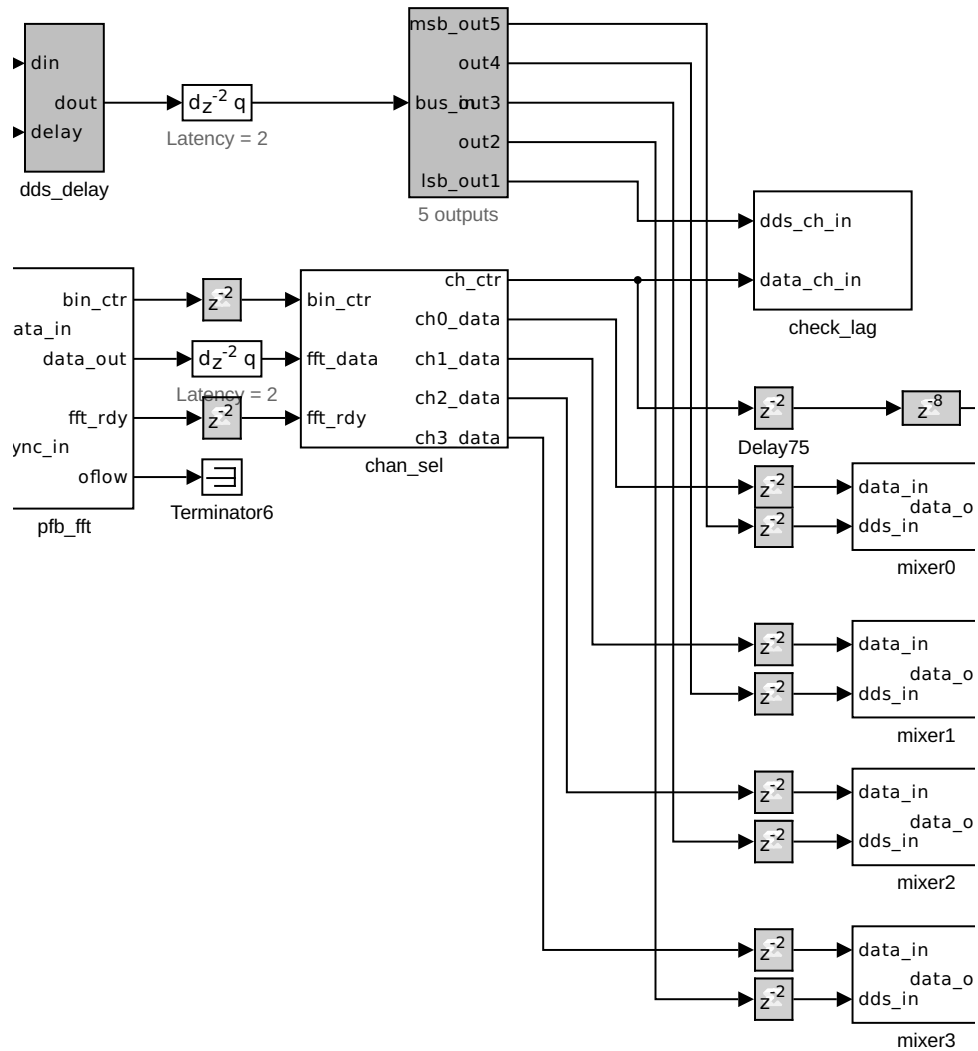 din
dout
delay
dds_delay
dz⁻² q
Latency = 2
msb_out5
out4
bus_in
out3
out2
lsb_out1
5 outputs
dds_ch_in
data_ch_in
check_lag
bin_ctr
ata_in
data_out
fft_rdy
ync_in
oflow
pfb_fft
z⁻²
dz⁻² q
Latency = 2
z⁻²
Terminator6
bin_ctr
fft_data
fft_rdy
ch_ctr
ch0_data
ch1_data
ch2_data
ch3_data
chan_sel
z⁻²
Delay75
z⁻⁸
z⁻²
z⁻²
data_in
data_o
dds_in
mixer0
z⁻²
z⁻²
data_in
data_o
dds_in
mixer1
z⁻²
z⁻²
data_in
data_o
dds_in
mixer2
z⁻²
z⁻²
data_in
data_o
dds_in
mixer3